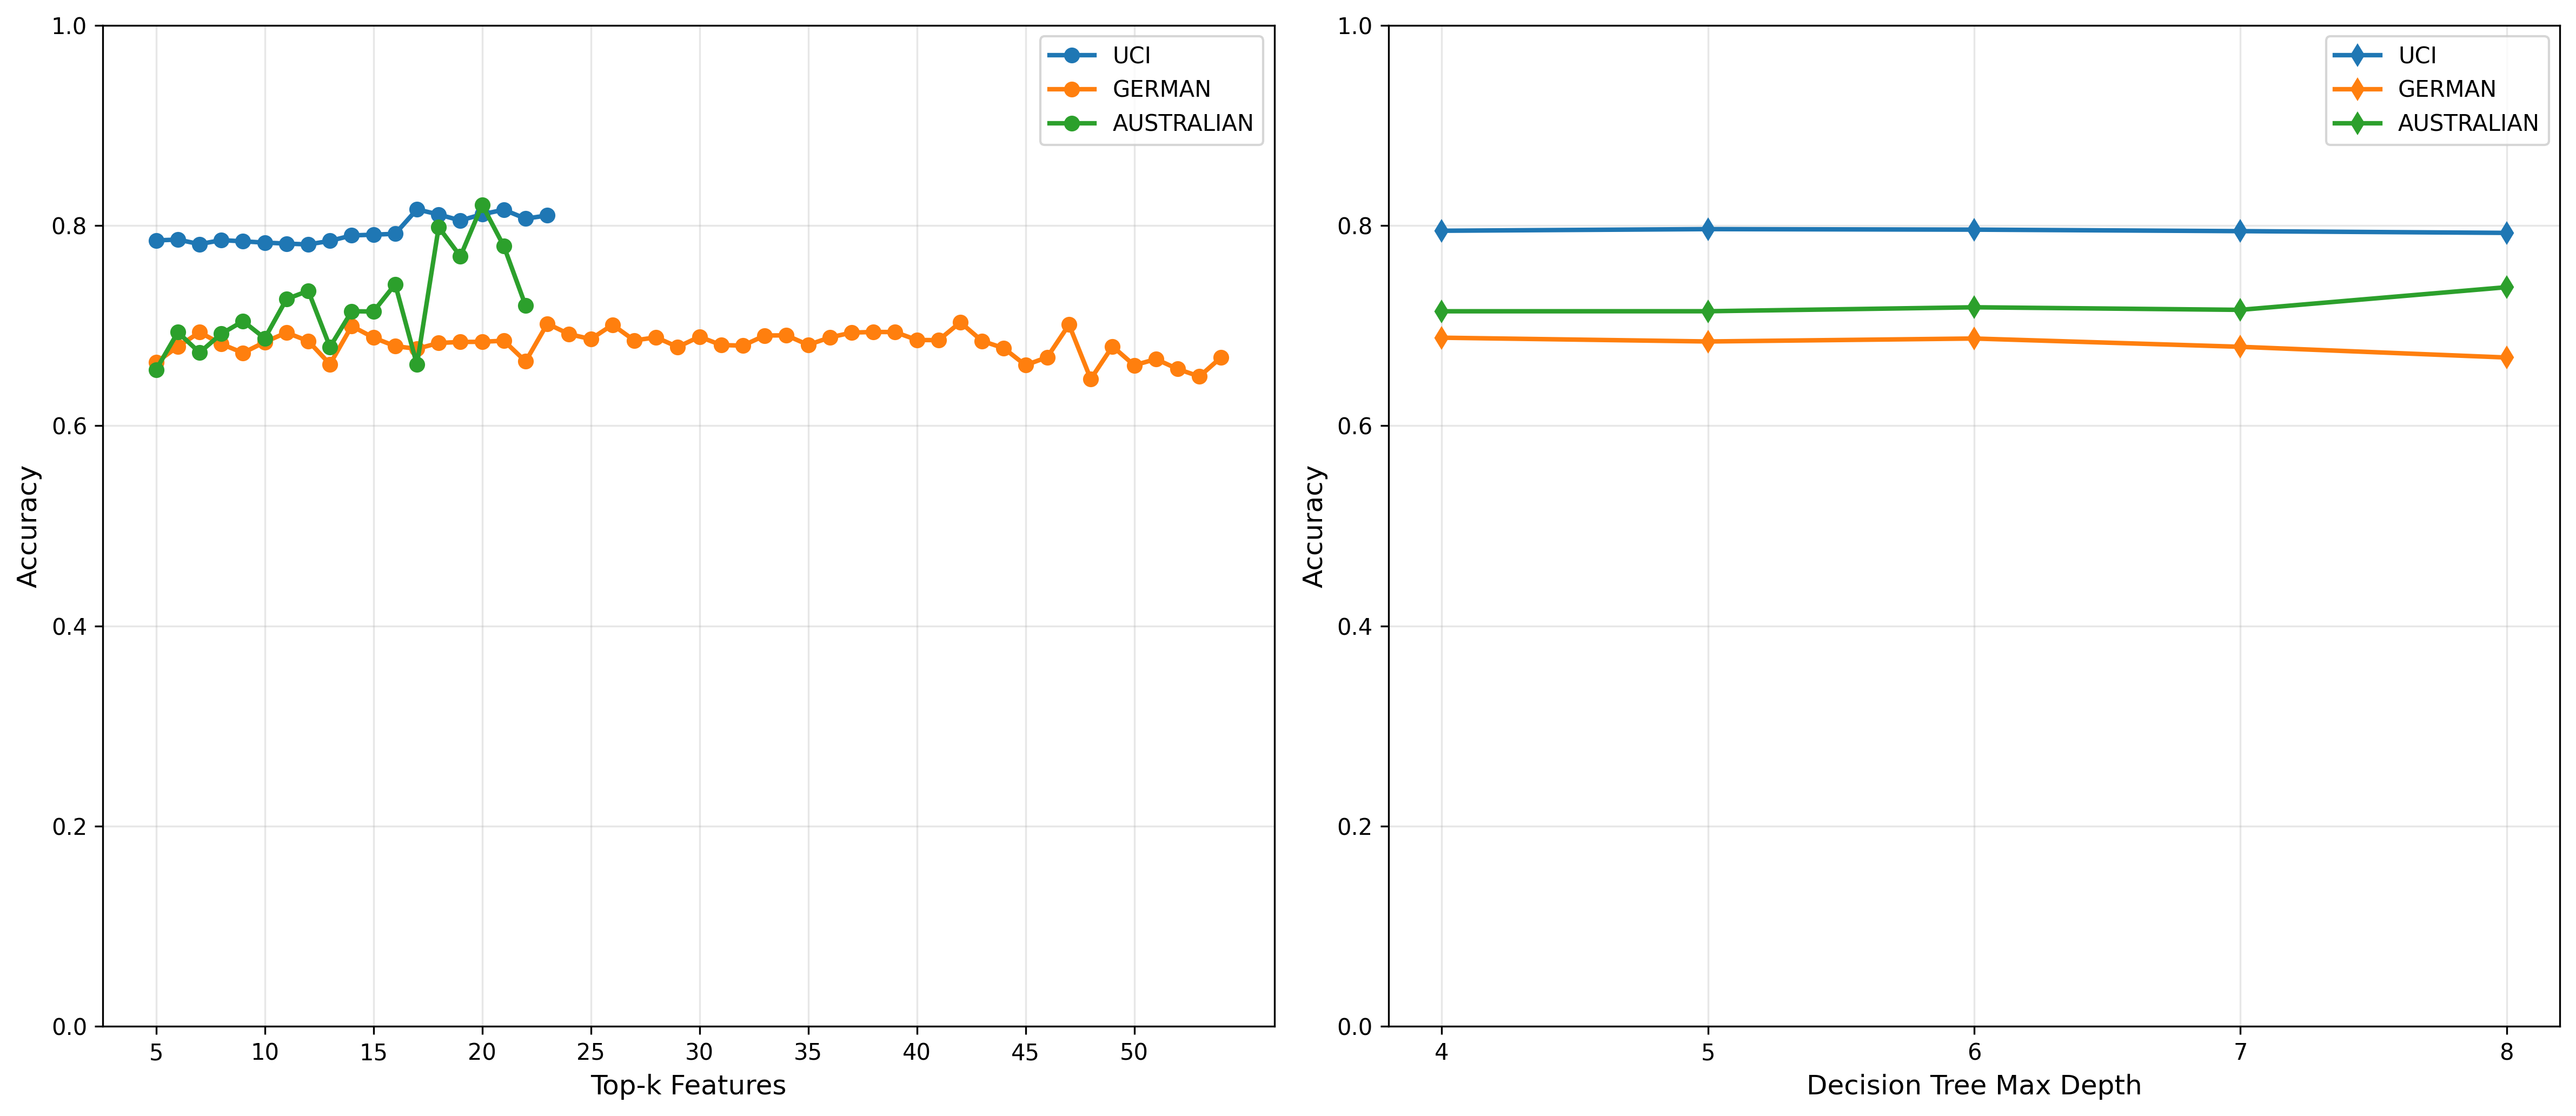 1.0
0.8
0.6
0.4
0.2
0.0
Accuracy
5 10 15 20 25 30 35 40 45 50
Top-k Features
UCI
GERMAN
AUSTRALIAN
1.0
0.8
0.6
0.4
0.2
0.0
Accuracy
4 5 6 7 8
Decision Tree Max Depth
UCI
GERMAN
AUSTRALIAN